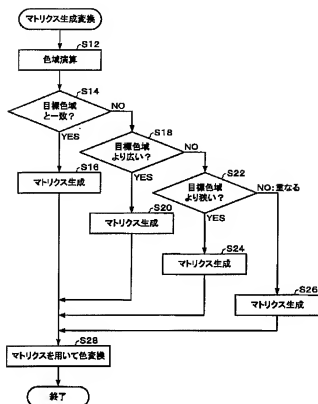 マトリクス生成変換
S12
色域演算
S14
目標色域
と一致？
NO
YES
S18
目標色域
より広い？
NO
YES
S16
マトリクス生成
S22
目標色域
より狭い？
NO:重なる
YES
S20
マトリクス生成
S24
マトリクス生成
S26
マトリクス生成
S28
マトリクスを用いて色変換
終了